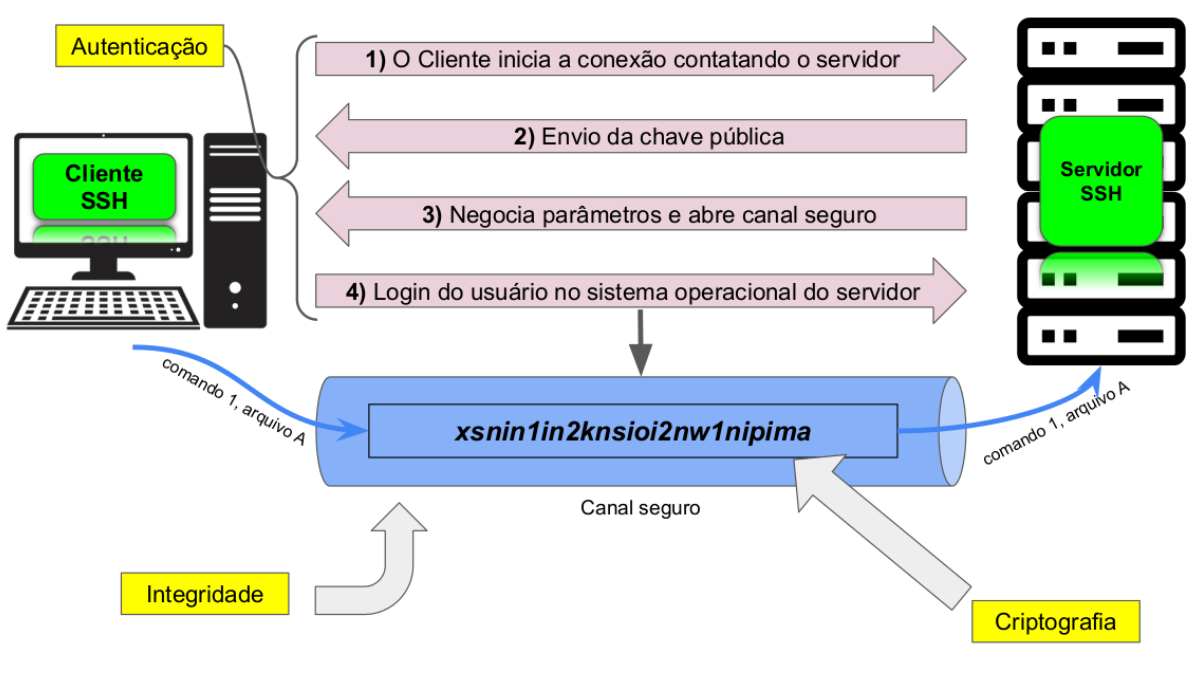 Autenticação
1) O Cliente inicia a conexão contatando o servidor
2) Envio da chave pública
Cliente
SSH
SSH
Servidor
SSH
3) Negocia parâmetros e abre canal seguro
4) Login do usuário no sistema operacional do servidor
comando 1, arquivo A
xsnin1in2knsioi2nw1nipima
comando 1, arquivo A
Canal seguro
Integridade
Criptografia